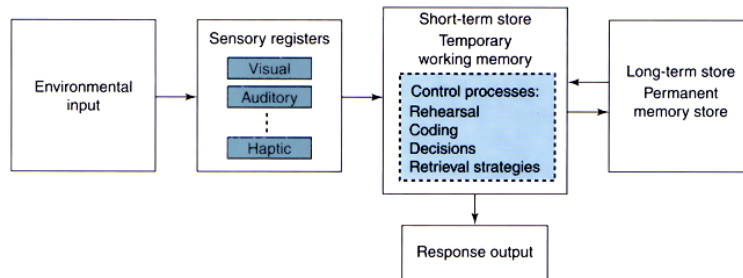 Environmental
input
Sensory registers
Visual
Auditory
Haptic
Short-term store
Temporary
working memory
Control processes:
Rehearsal
Coding
Decisions
Retrieval strategies
Long-term store
Permanent
memory store
Response output